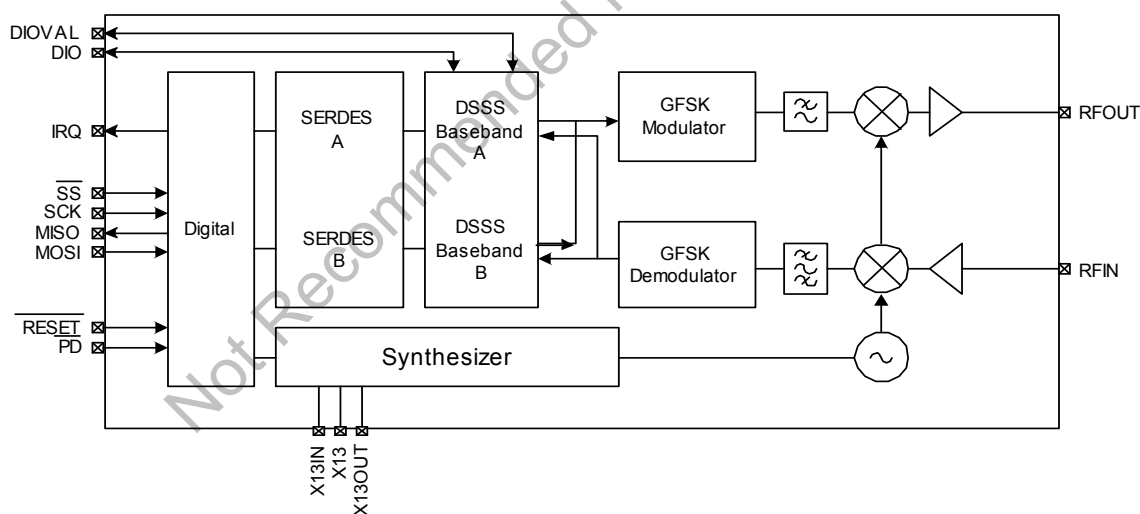 DIOVAL
DIO
IRQ
SS
SCK
MISO
MOSI
RESET
PD
Digital
SERDES
A
SERDES
B
DSSS
Baseband
A
DSSS
Baseband
B
GFSK
Modulator
GFSK
Demodulator
Synthesizer
RFOUT
RFIN
X13IN
X13
X13OUT
Not Recommended